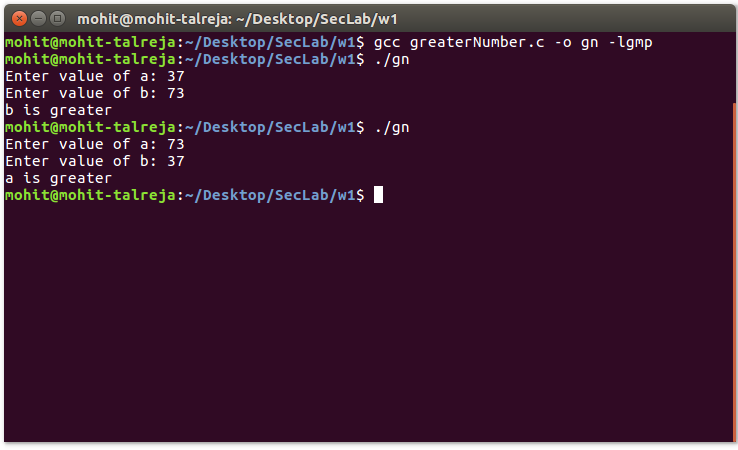 mohit@mohit-talreja: ~/Desktop/SecLab/w1
mohit@mohit-talreja:~/Desktop/SecLab/w1$ gcc greaterNumber.c -o gn -lgmp
mohit@mohit-talreja:~/Desktop/SecLab/w1$ ./gn
Enter value of a: 37
Enter value of b: 73
b is greater
mohit@mohit-talreja:~/Desktop/SecLab/w1$ ./gn
Enter value of a: 73
Enter value of b: 37
a is greater
mohit@mohit-talreja:~/Desktop/SecLab/w1$